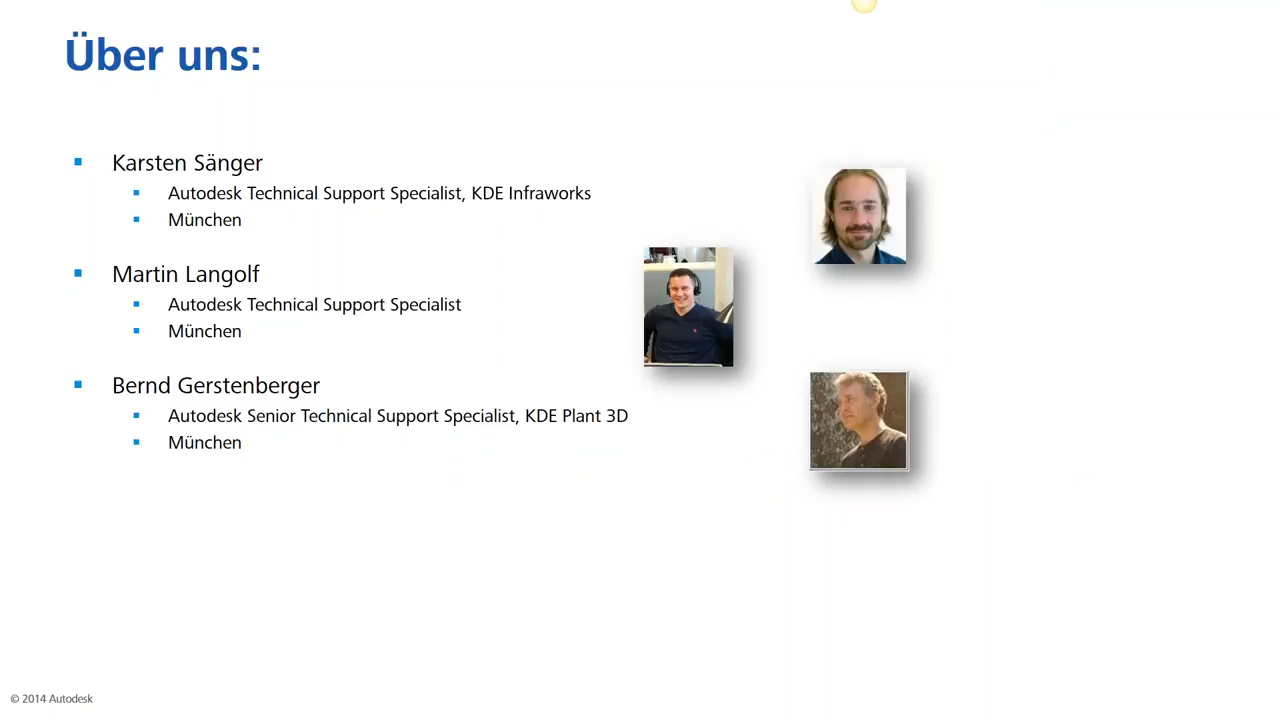 Über uns:
Karsten Sänger
Autodesk Technical Support Specialist, KDE Infraworks
München
Martin Langolf
Autodesk Technical Support Specialist
München
Bernd Gerstenberger
Autodesk Senior Technical Support Specialist, KDE Plant 3D
München
© 2014 Autodesk